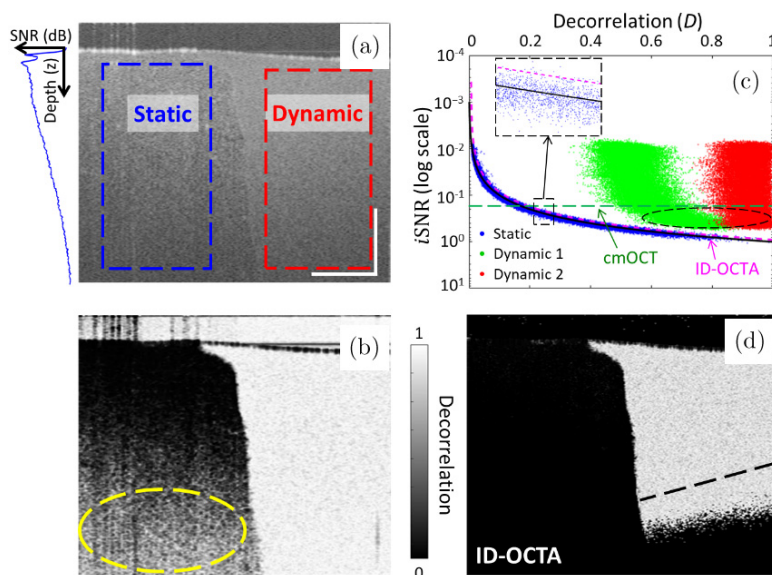 SNR (dB)
Depth (z)
(a)
Static
Dynamic
Decorrelation (D)
0 0.2 0.4 0.6 0.8 1
(c)
iSNR (log scale)
10-4
10-3
10-2
10-1
100
101
Static
Dynamic 1
Dynamic 2
cmOCT
ID-OCTA
(b)
1
Decorrelation
0
(d)
ID-OCTA